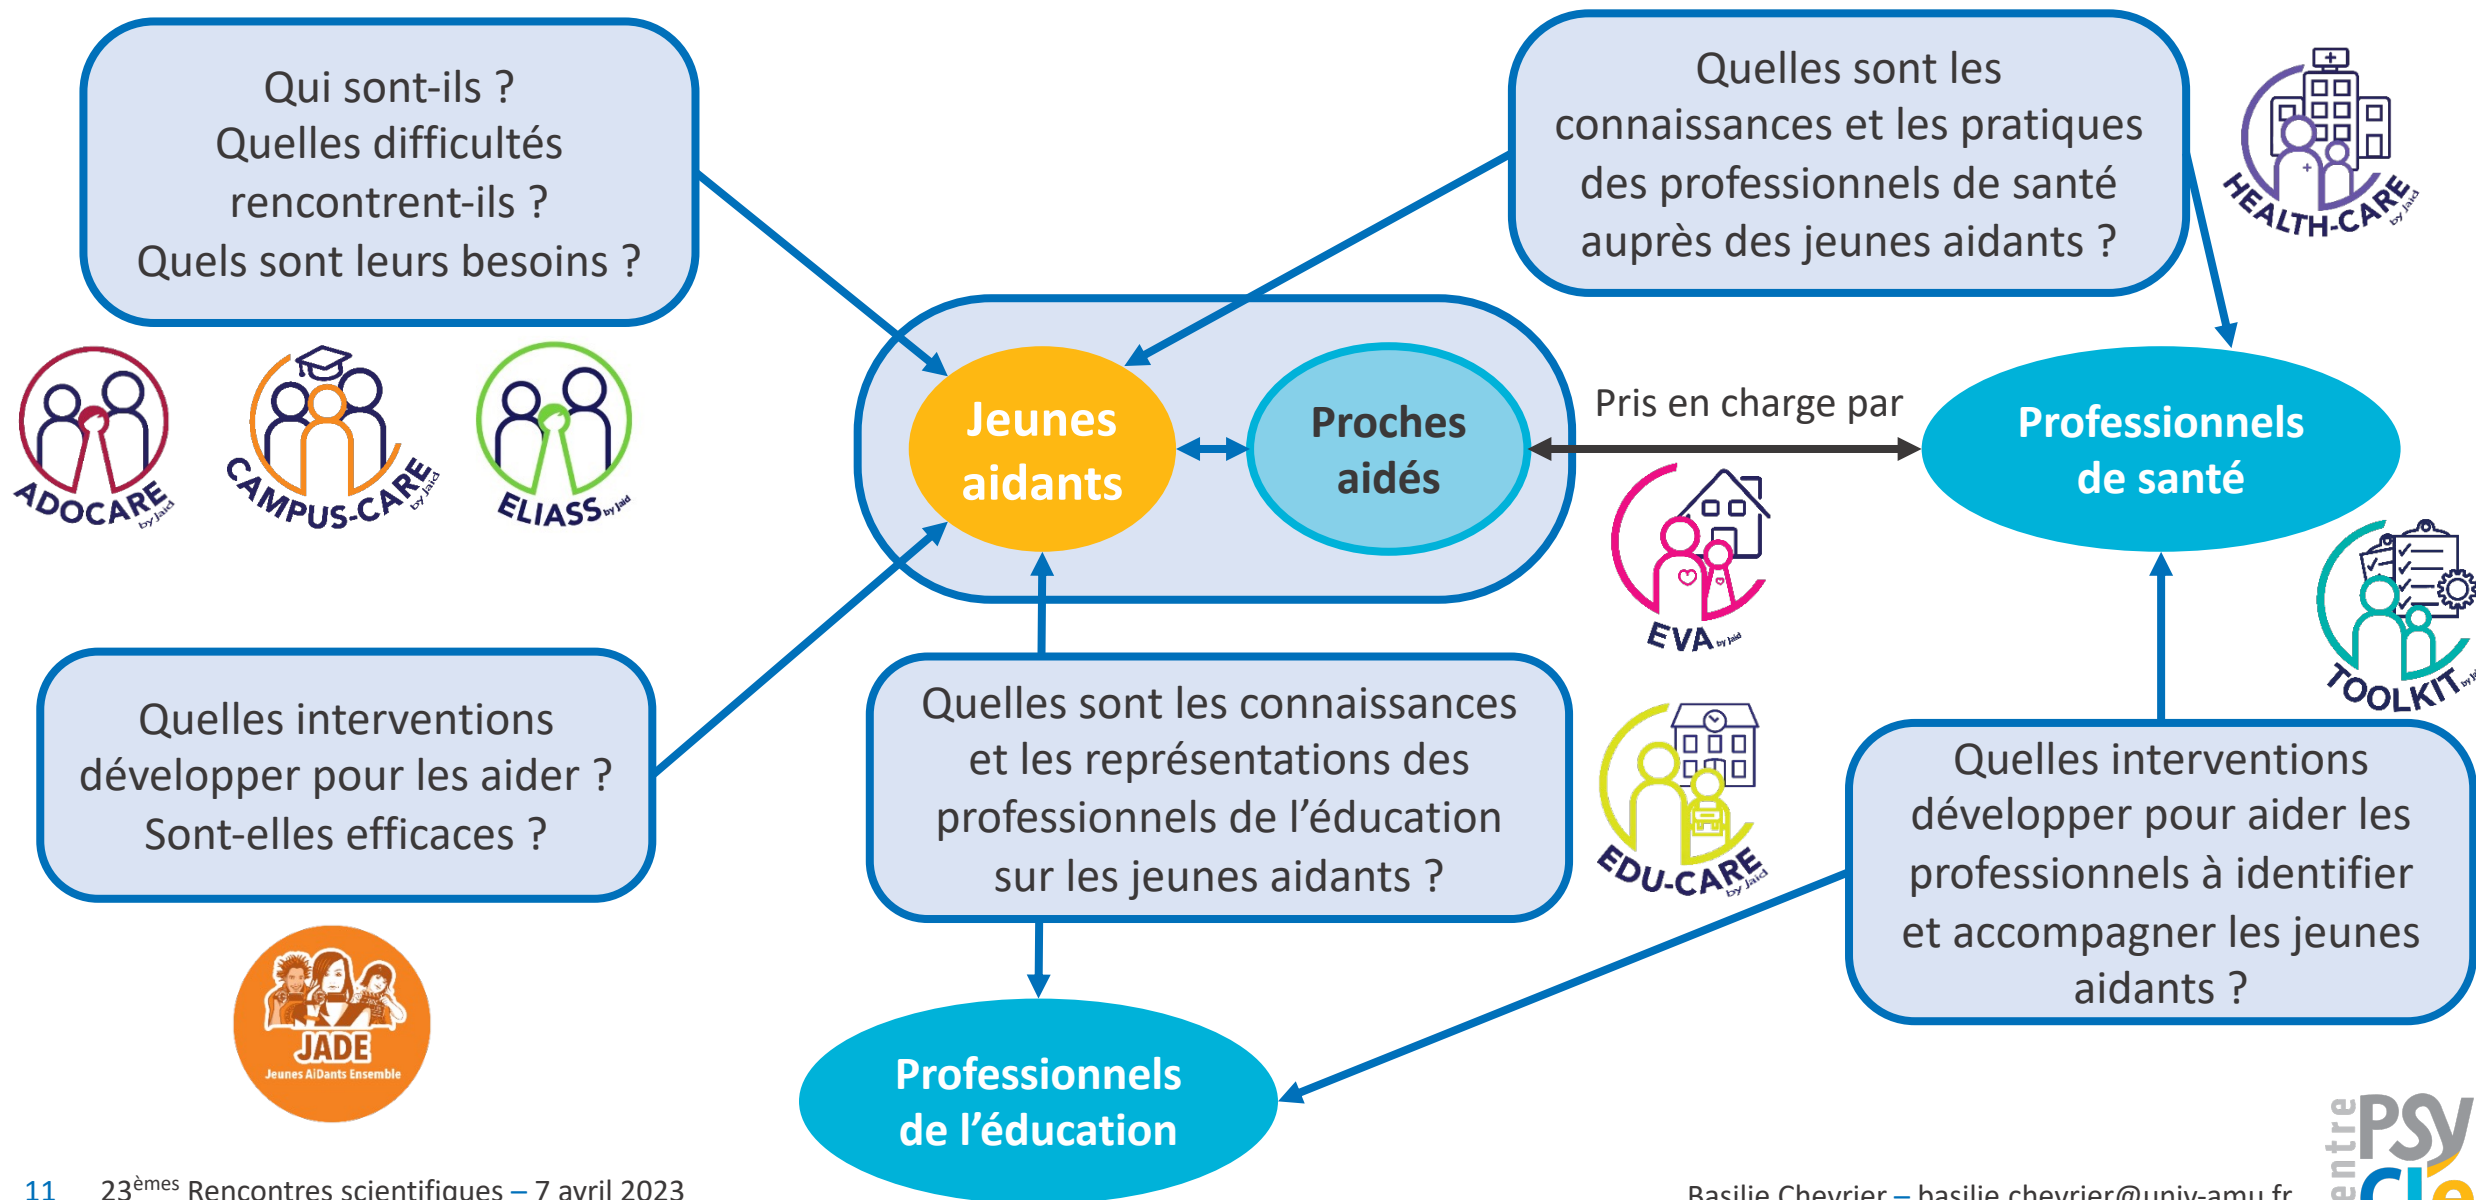 Qui sont-ils ?
Quelles difficultés
rencontrent-ils ?
Quels sont leurs besoins ?
Quelles sont les
connaissances et les pratiques
des professionnels de santé
auprès des jeunes aidants ?
HEALTH-CARE
by Jaid
ADOCARE
by Jaid
CAMPUS-CARE
by Jaid
ELIASS by Jaid
Jeunes
aidants
Proches
aidés
Pris en charge par
Professionnels
de santé
EVA by Jaid
TOOLKIT by Jaid
Quelles interventions
développer pour les aider ?
Sont-elles efficaces ?
Quelles sont les connaissances
et les représentations des
professionnels de l’éducation
sur les jeunes aidants ?
EDU-CARE
by Jaid
Quelles interventions
développer pour aider les
professionnels à identifier
et accompagner les jeunes
aidants ?
JADE
Jeunes AiDants Ensemble
Professionnels
de l’éducation
11 23èmes Rencontres scientifiques – 7 avril 2023
Basilie Chevrier – basilie.chevrier@univ-amu.fr
entre
PSY
Cle